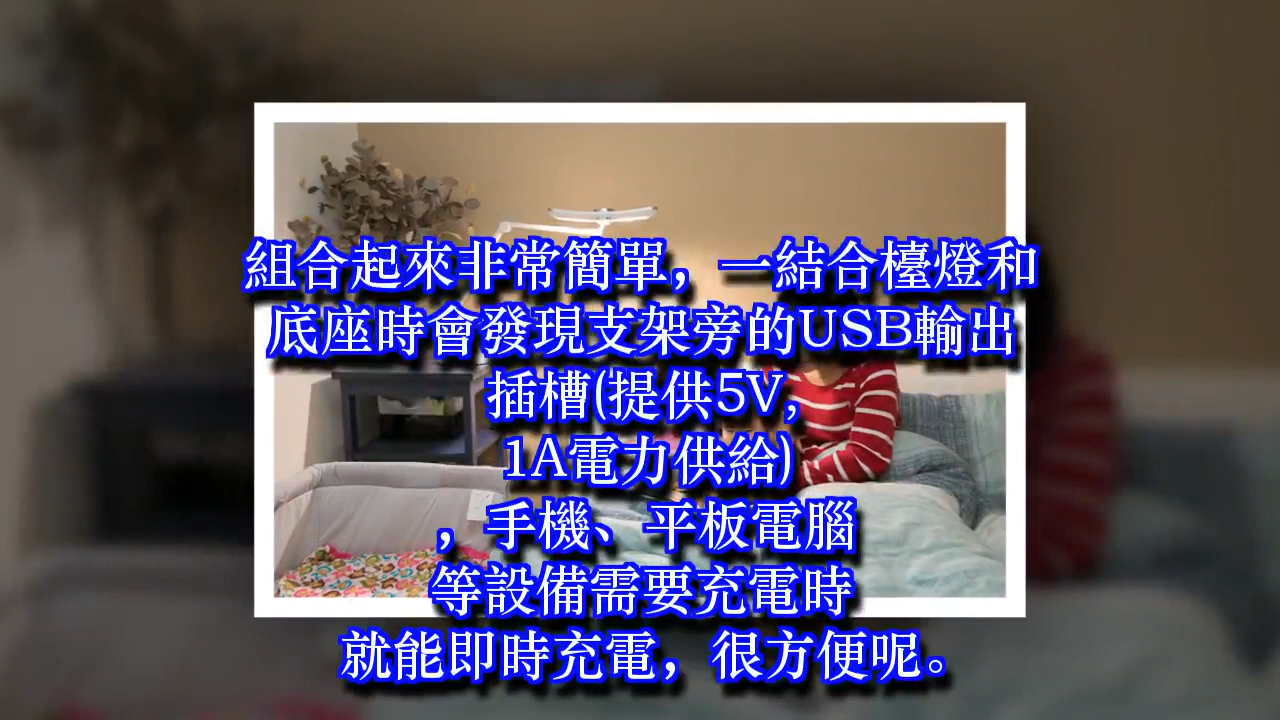 組合起來非常簡單，一結合檯燈和
底座時會發現支架旁的USB輸出
插槽(提供5V，
1A電力供給)
，手機、平板電腦
等設備需要充電時
就能即時充電，很方便呢。